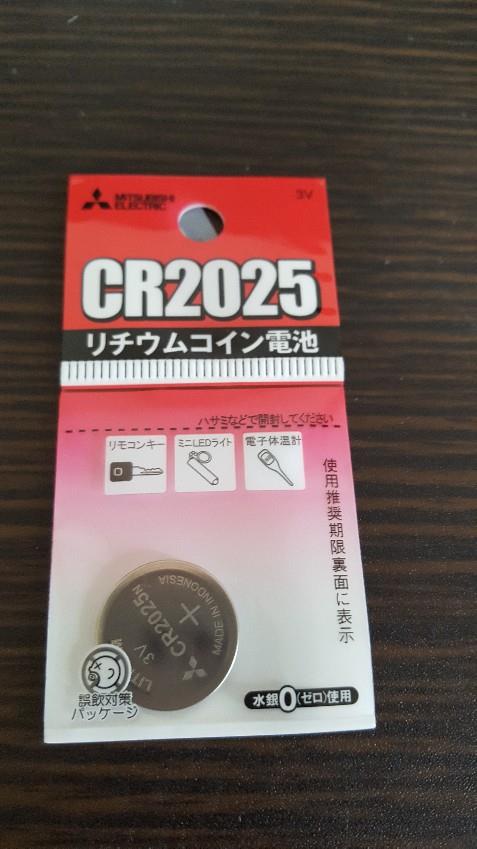 MITSUBISHI
ELECTRIC
3V
CR2025
リチウムコイン電池
ハサミなどで開封してください
リモコンキー
ミニLEDライト
電子体温計
使用推奨期限裏面に表示
MADE IN INDONESIA
+
CR2025N
3V
LIT
誤飲対策
パッケージ
水銀0(ゼロ)使用